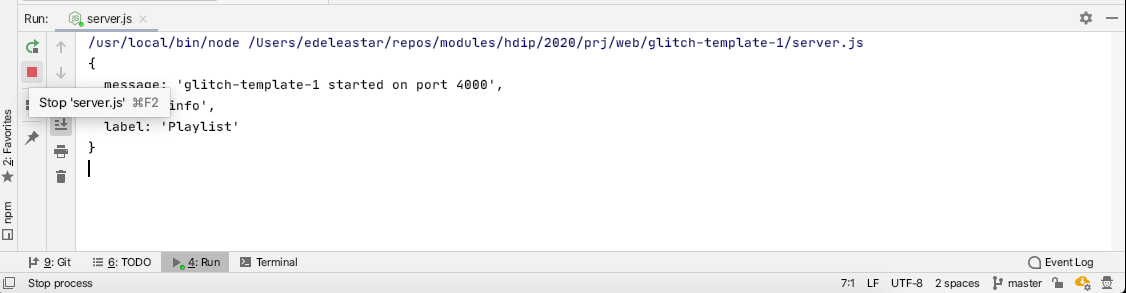 Run: server.js
/usr/local/bin/node /Users/edeleastar/repos/modules/hdip/2020/prj/web/glitch-template-1/server.js
{
message: 'glitch-template-1 started on port 4000',
Stop 'server.js' ⌘F2
info',
label: 'Playlist'
}
2: Favorites
npm
9: Git 6: TODO 4: Run Terminal Event Log
Stop process 7:1 LF UTF-8 2 spaces master